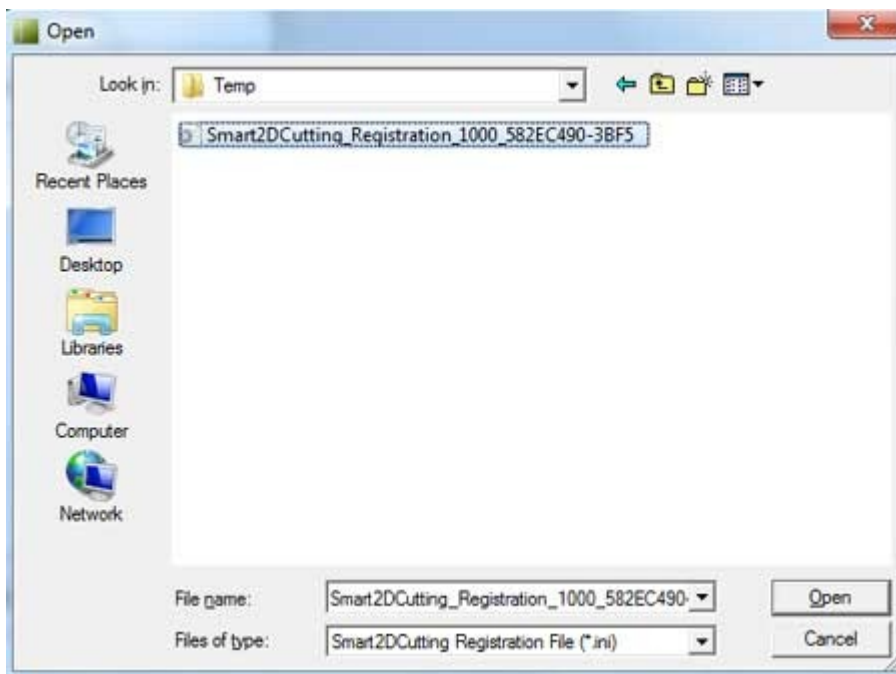 Open
Look in: Temp
Smart2DCutting_Registration_1000_582EC490-3BF5
Recent Places
Desktop
Libraries
Computer
Network
File name: Smart2DCutting_Registration_1000_582EC490- Open
Files of type: Smart2DCutting Registration File (*.ini) Cancel